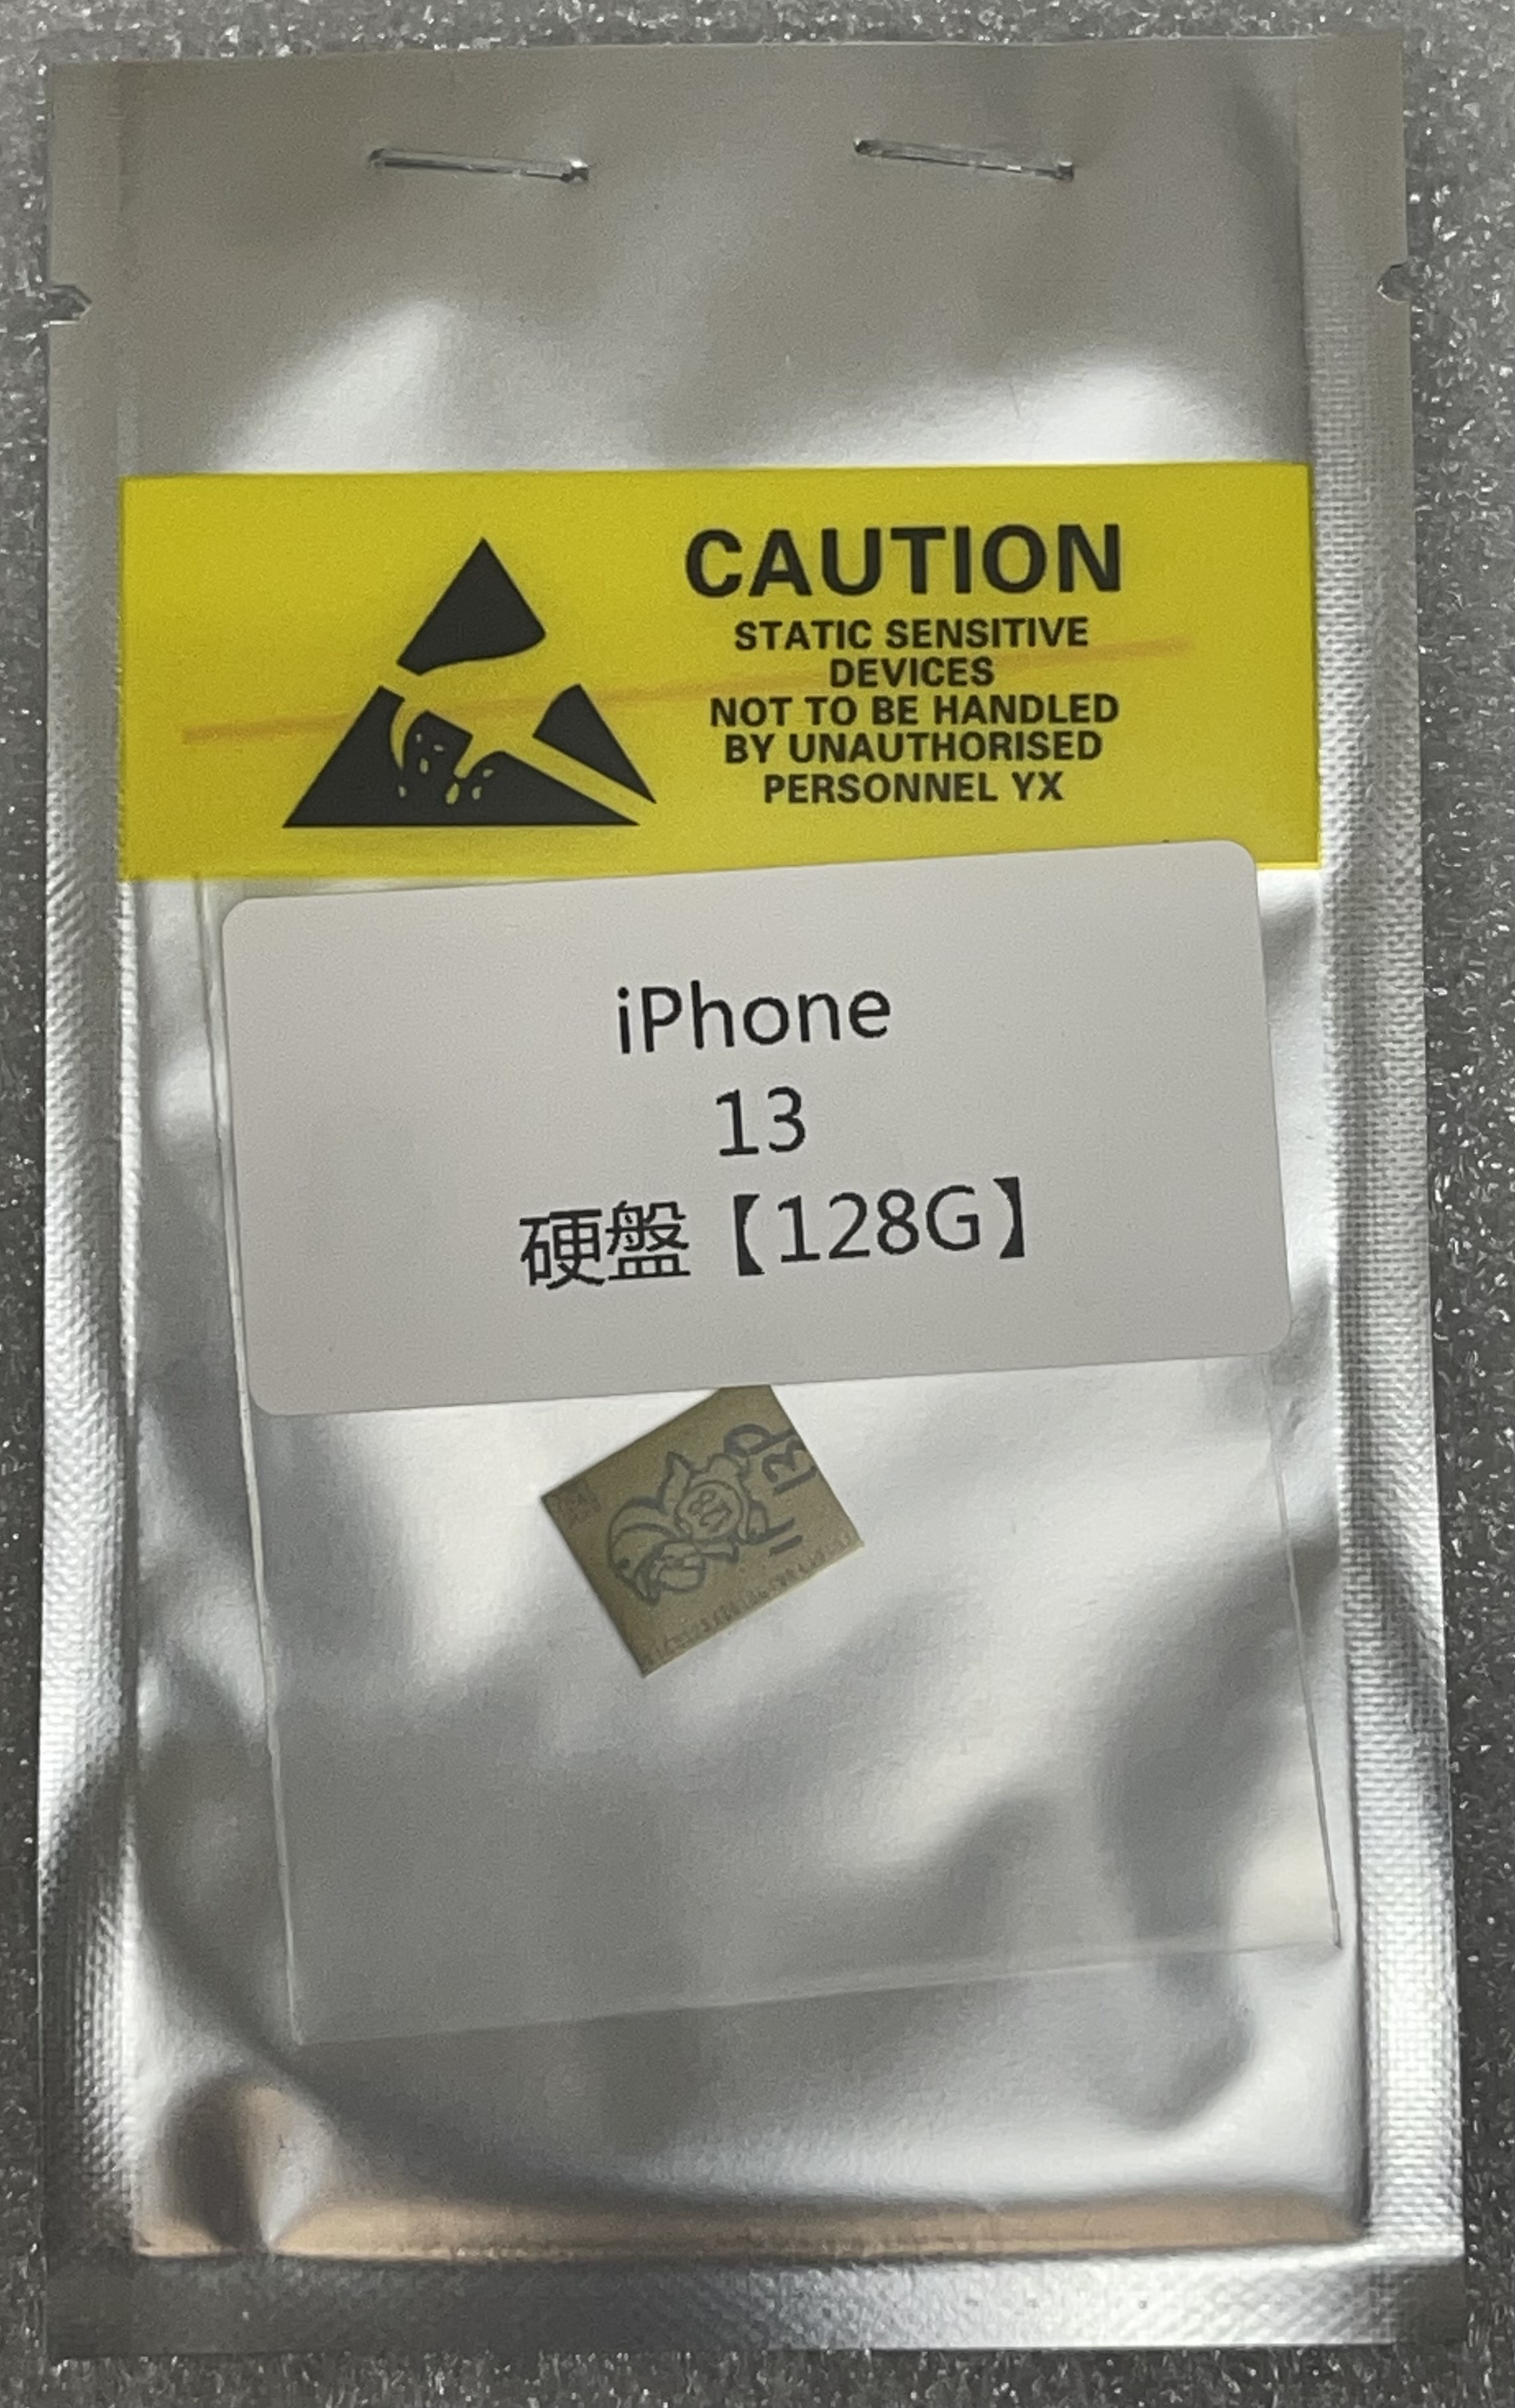 CAUTION
STATIC SENSITIVE
DEVICES
NOT TO BE HANDLED
BY UNAUTHORISED
PERSONNEL YX
iPhone
13
硬盤【128G】